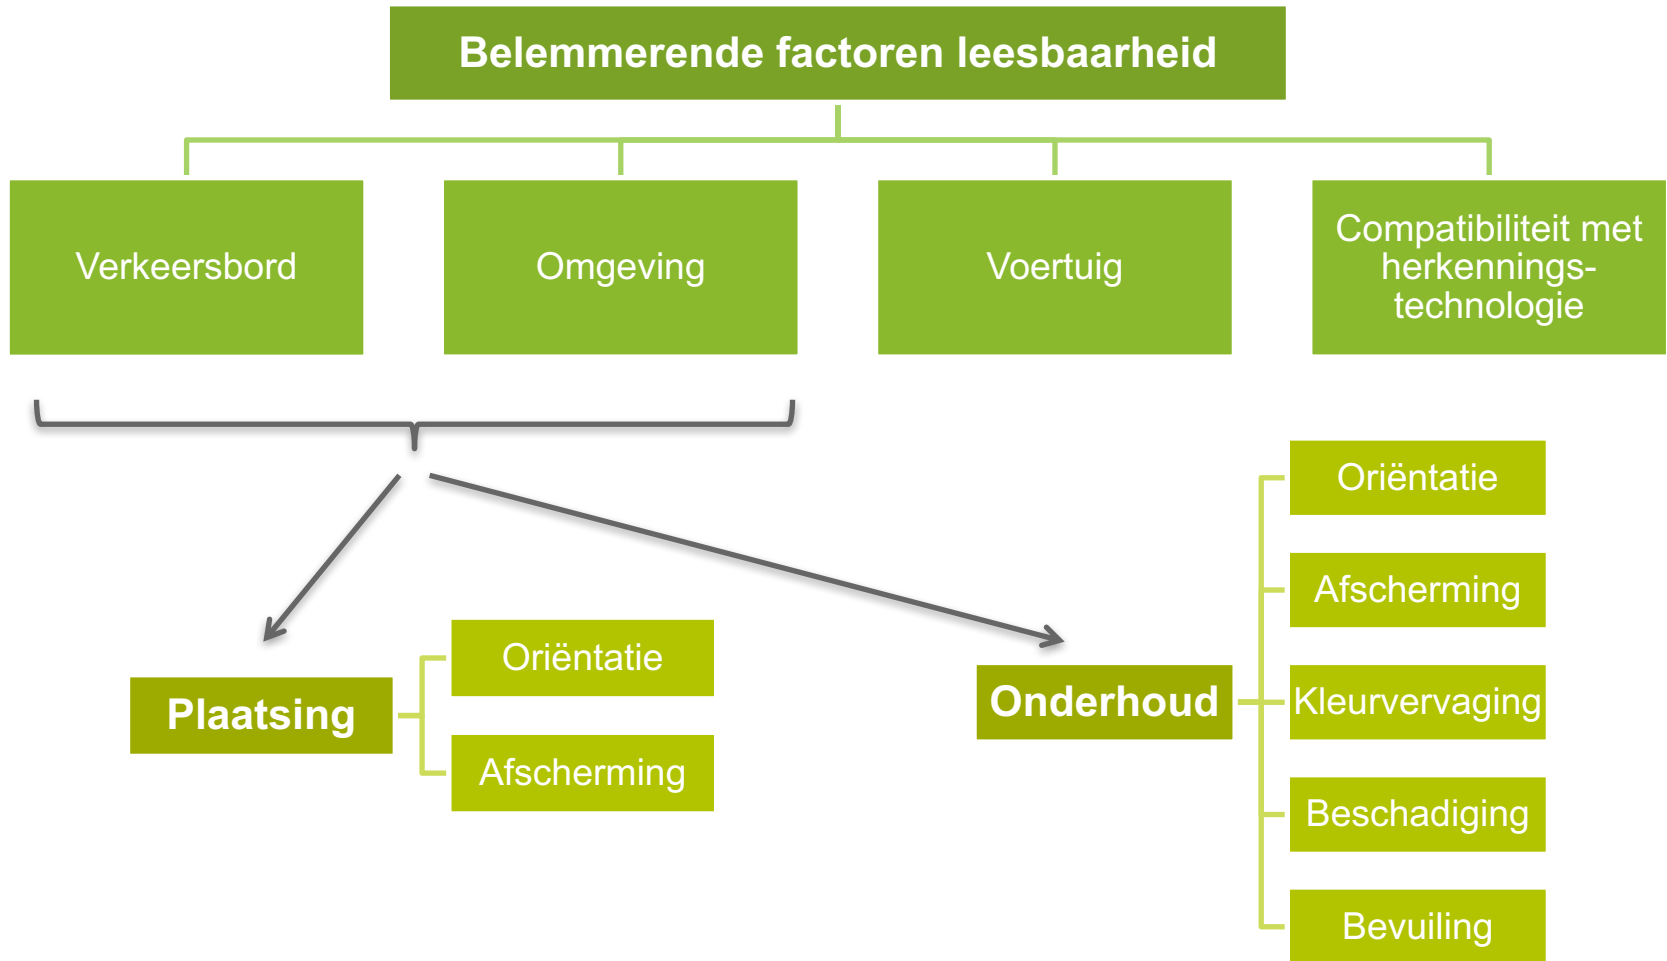 Belemmerende factoren leesbaarheid
Verkeersbord
Omgeving
Voertuig
Compatibiliteit met
herkennings-
technologie
Plaatsing
Oriëntatie
Afscherming
Onderhoud
Oriëntatie
Afscherming
Kleurvervaging
Beschadiging
Bevuiling